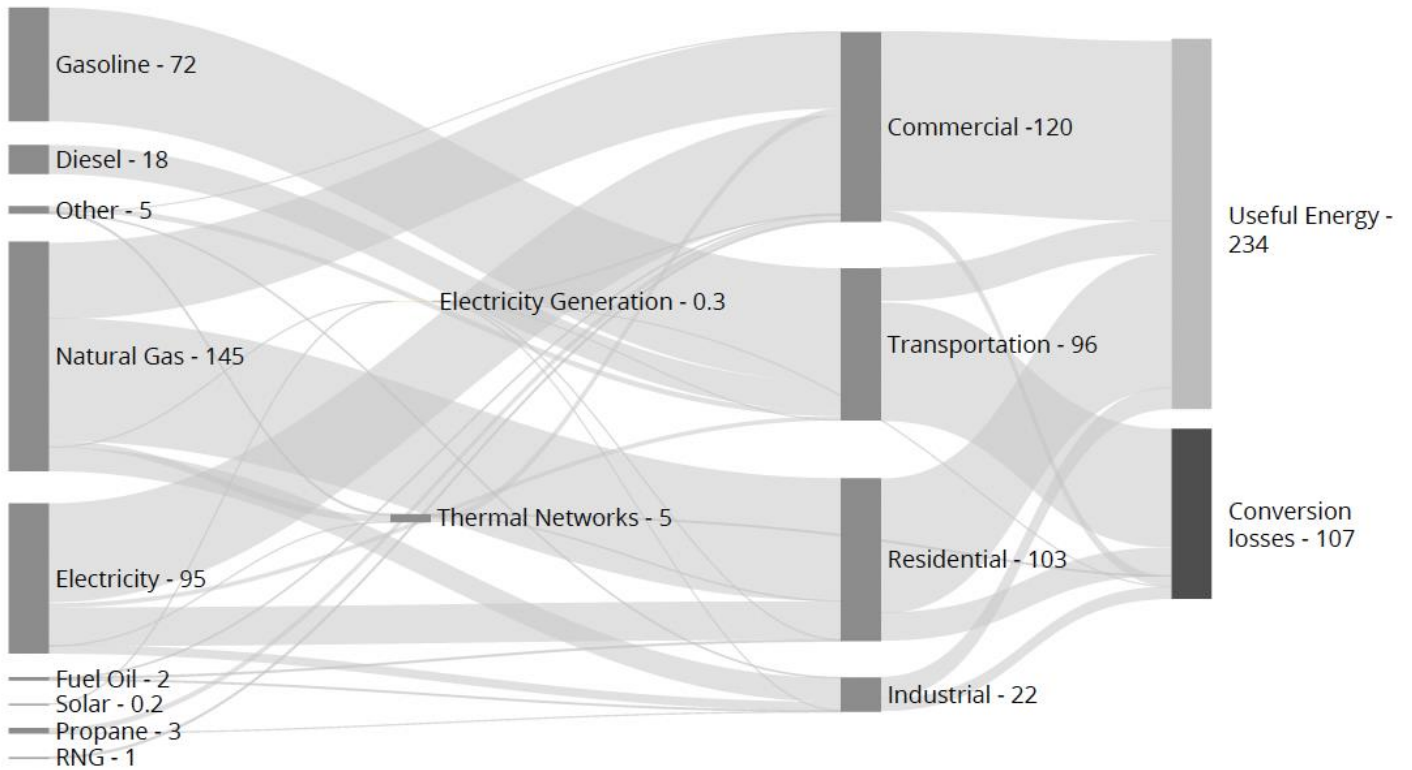 Gasoline - 72
Diesel - 18
Other - 5
Natural Gas - 145
Electricity - 95
Fuel Oil - 2
Solar - 0.2
Propane - 3
RNG - 1
Electricity Generation - 0.3
Thermal Networks - 5
Commercial -120
Transportation - 96
Residential - 103
Industrial - 22
Useful Energy -
234
Conversion
losses - 107